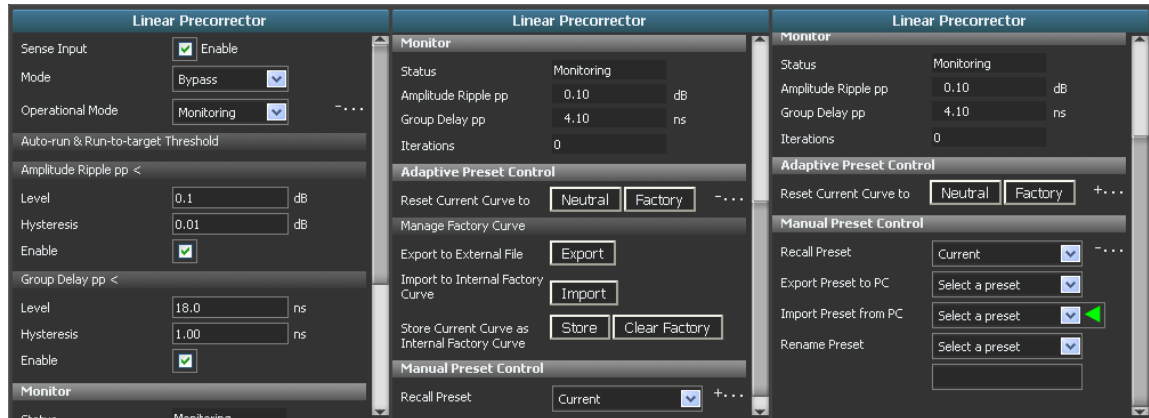 Linear Precorrector
Sense Input Enable
Mode Bypass
Operational Mode Monitoring -...
Auto-run & Run-to-target Threshold
Amplitude Ripple pp <
Level 0.1 dB
Hysteresis 0.01 dB
Enable
Group Delay pp <
Level 18.0 ns
Hysteresis 1.00 ns
Enable
Monitor
Status Monitoring
Linear Precorrector
Monitor
Status Monitoring
Amplitude Ripple pp 0.10 dB
Group Delay pp 4.10 ns
Iterations 0
Adaptive Preset Control
Reset Current Curve to Neutral Factory -...
Manage Factory Curve
Export to External File Export
Import to Internal Factory
Curve Import
Store Current Curve as Store Clear Factory
Internal Factory Curve
Manual Preset Control
Recall Preset Current +...
Linear Precorrector
Monitor
Status Monitoring
Amplitude Ripple pp 0.10 dB
Group Delay pp 4.10 ns
Iterations 0
Adaptive Preset Control
Reset Current Curve to Neutral Factory +...
Manual Preset Control
Recall Preset Current -...
Export Preset to PC Select a preset
Import Preset from PC Select a preset
Rename Preset Select a preset